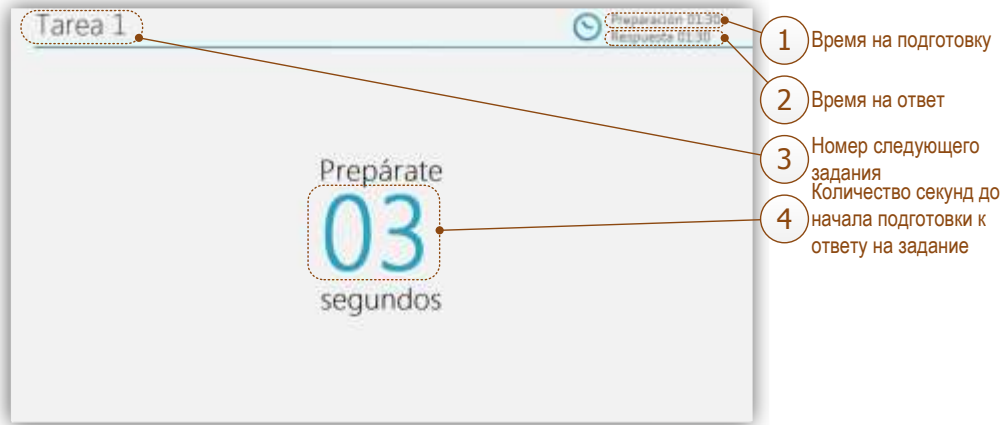 Tarea 1
Preparación 01:30
Respuesta 01:30
1 Время на подготовку
2 Время на ответ
3 Номер следующего
задания
Prepárate
03
segundos
4 Количество секунд до
начала подготовки к
ответу на задание